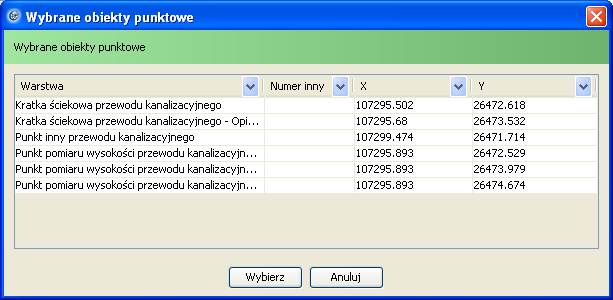 Wybrane obiekty punktowe
Wybrane obiekty punktowe
Warstwa Numer inny X Y
Kratka ściekowa przewodu kanalizacyjnego 107295.502 26472.618
Kratka ściekowa przewodu kanalizacyjnego - Opi... 107295.68 26473.532
Punkt inny przewodu kanalizacyjnego 107299.474 26471.714
Punkt pomiaru wysokości przewodu kanalizacyjn... 107295.893 26472.529
Punkt pomiaru wysokości przewodu kanalizacyjn... 107295.893 26473.979
Punkt pomiaru wysokości przewodu kanalizacyjn... 107295.893 26474.674
Wybierz Anuluj